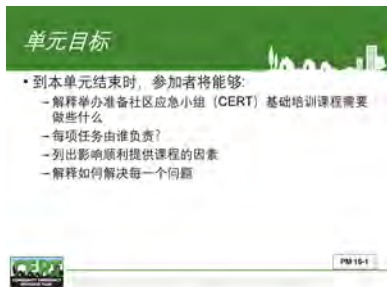 单元目标
• 到本单元结束时，参加者将能够:
–解释举办准备社区应急小组（CERT）基础培训课程需要
做些什么
–每项任务由谁负责?
–列出影响顺利提供课程的因素
–解释如何解决每一个问题
CERT
PM 10-1